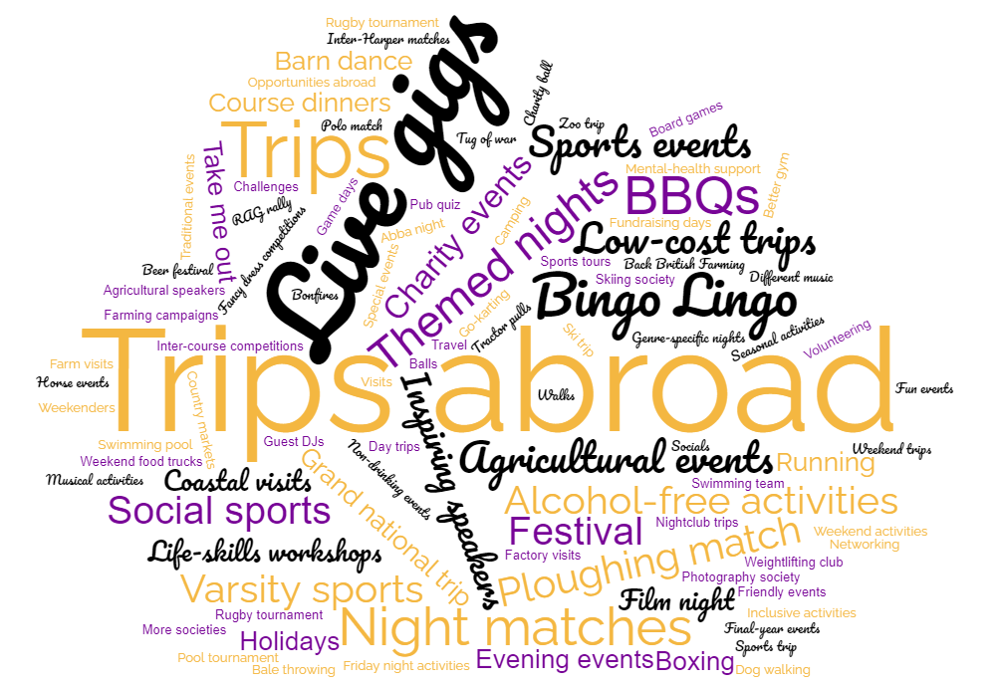 Rugby tournament
Inter-Harper matches
Barn dance
Opportunities abroad
Course dinners
Live gigs
Charity ball
Trips
Polo match
Tug of war
Zoo trip
Sports events
Board games
Traditional events
Take me out
Challenges
Game days
Pub quiz
Charity events
Camping
Themed nights
Mental-health support
BBQs
Better gym
RAG rally
Fancy dress competitions
Abba night
Special events
Fundraising days
Low-cost trips
Beer festival
Bonfires
Sports tours
Back British Farming
Skiing society
Different music
Agricultural speakers
Farming campaigns
Go-karting
Tractor pulls
Bingo Lingo
Inter-course competitions
Travel
Ski trip
Genre-specific nights
Seasonal activities
Volunteering
Trips abroad
Farm visits
Horse events
Weekenders
Country markets
Balls
Visits
Walks
Fun events
Inspiring speakers
Swimming pool
Weekend food trucks
Musical activities
Guest DJs
Day trips
Non-drinking events
Socials
Agricultural events
Running
Weekend trips
Coastal visits
Grand national trip
Swimming team
Social sports
Alcohol-free activities
Festival
Nightclub trips
Ploughing match
Weekend activities
Networking
Life-skills workshops
Factory visits
Weightlifting club
Photography society
Varsity sports
Friendly events
Film night
Inclusive activities
Rugby tournament
More societies
Night matches
Final-year events
Holidays
Sports trip
Pool tournament
Bale throwing
Friday night activities
Evening events
Boxing
Dog walking